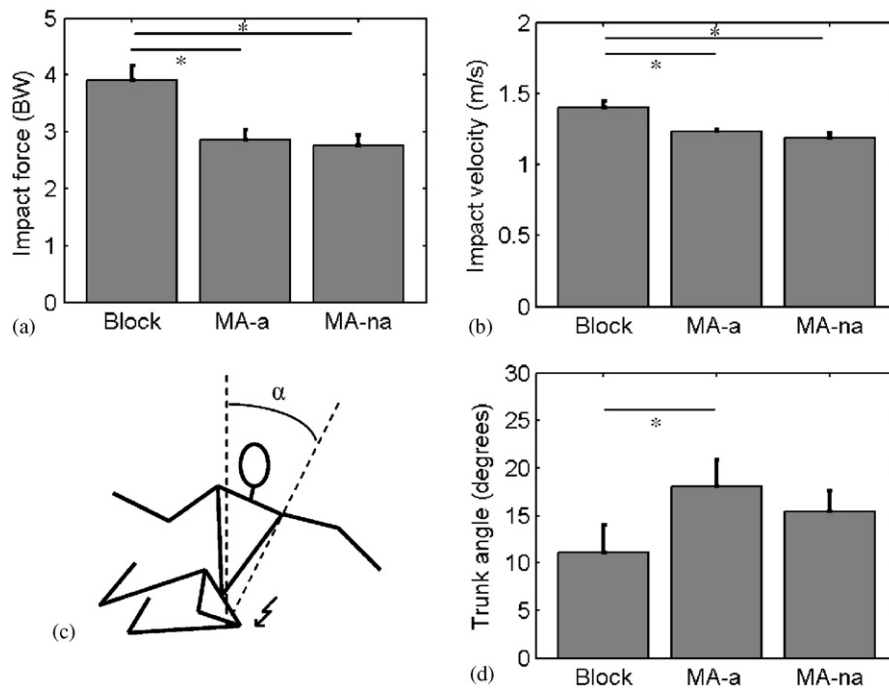 (a)
Impact force (BW)
5
4
3
2
1
0
*
*
Block MA-a MA-na
(b)
Impact velocity (m/s)
2
1.5
1
0.5
0
*
*
Block MA-a MA-na
(c)
α
(d)
Trunk angle (degrees)
30
25
20
15
10
5
0
*
Block MA-a MA-na